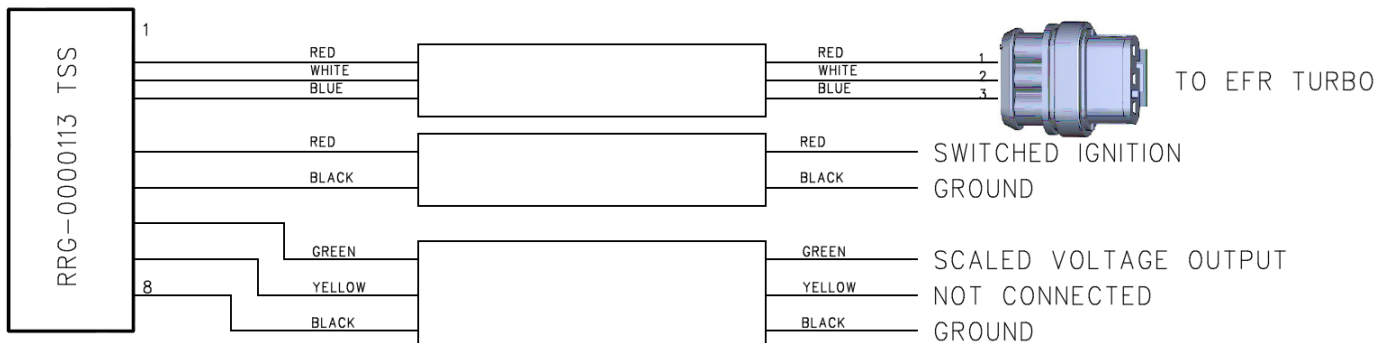 RRG-0000113 TSS
1
RED RED 1
WHITE WHITE 2
BLUE BLUE 3
TO EFR TURBO
RED RED SWITCHED IGNITION
BLACK BLACK GROUND
GREEN GREEN SCALED VOLTAGE OUTPUT
8 YELLOW YELLOW NOT CONNECTED
BLACK BLACK GROUND